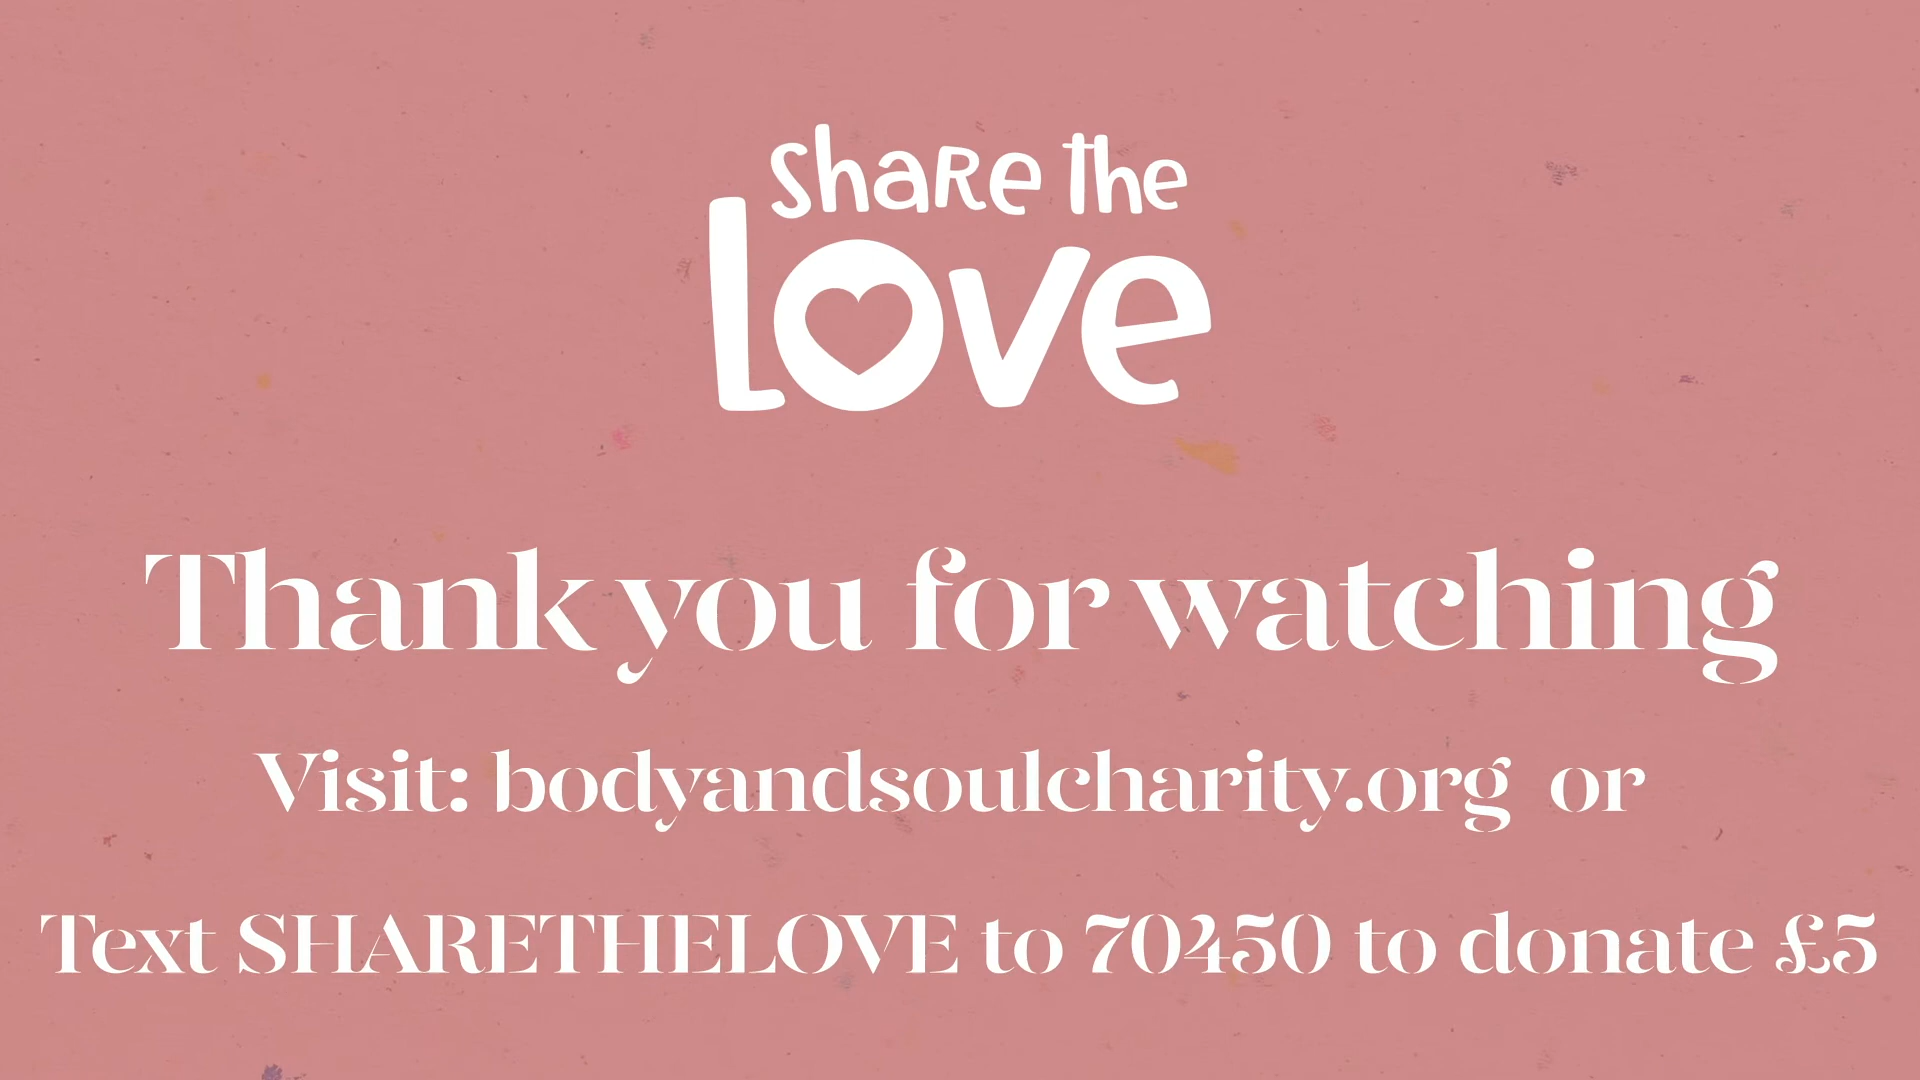 Share the
Love
Thank you for watching
Visit: bodyandsoulcharity.org or
Text SHARETHELOVE to 70450 to donate £5